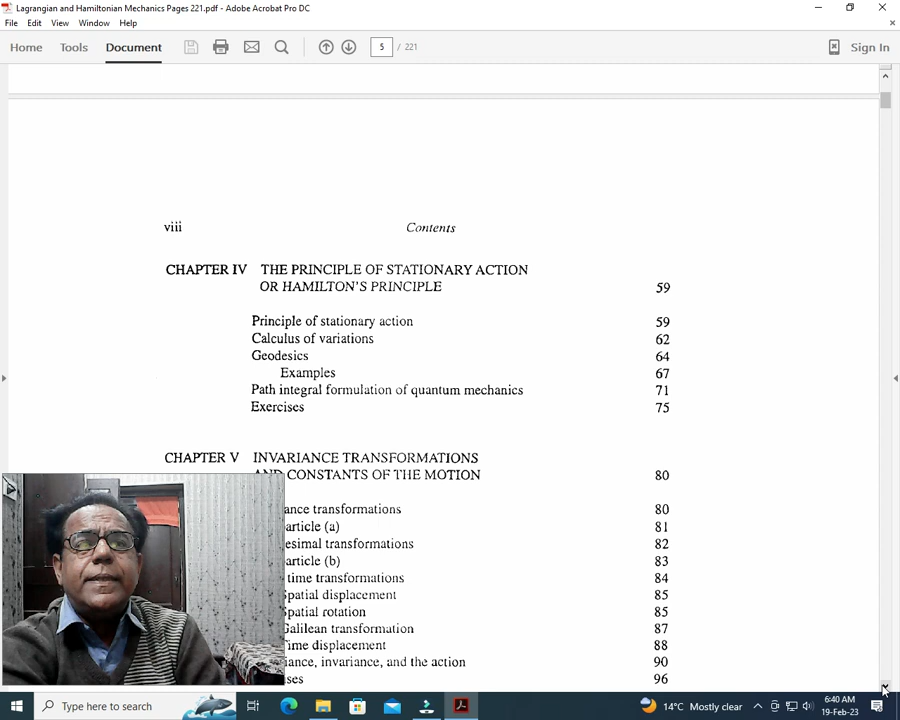 Lagrangian and Hamiltonian Mechanics Pages 221.pdf - Adobe Acrobat Pro DC
File Edit View Window Help
Home Tools Document 5 / 221 Sign In
viii Contents
CHAPTER IV THE PRINCIPLE OF STATIONARY ACTION
OR HAMILTON'S PRINCIPLE 59
Principle of stationary action 59
Calculus of variations 62
Geodesics 64
Examples 67
Path integral formulation of quantum mechanics 71
Exercises 75
CHAPTER V INVARIANCE TRANSFORMATIONS
AND CONSTANTS OF THE MOTION 80
ance transformations 80
article (a) 81
esimal transformations 82
article (b) 83
time transformations 84
Spatial displacement 85
Spatial rotation 85
Galilean transformation 87
Time displacement 88
iance, invariance, and the action 90
ses 96
Type here to search
14°C Mostly clear
6:40 AM
19-Feb-23